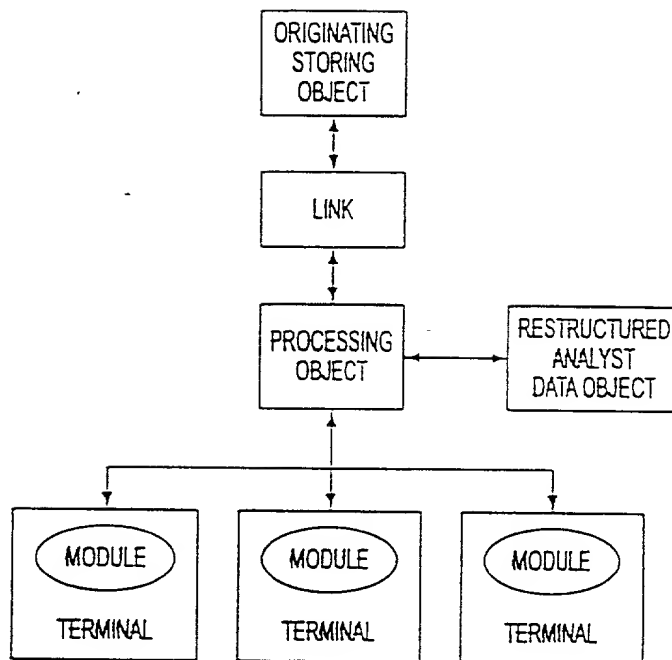 ORIGINATING
STORING
OBJECT
LINK
PROCESSING
OBJECT
RESTRUCTURED
ANALYST
DATA OBJECT
MODULE
TERMINAL
MODULE
TERMINAL
MODULE
TERMINAL